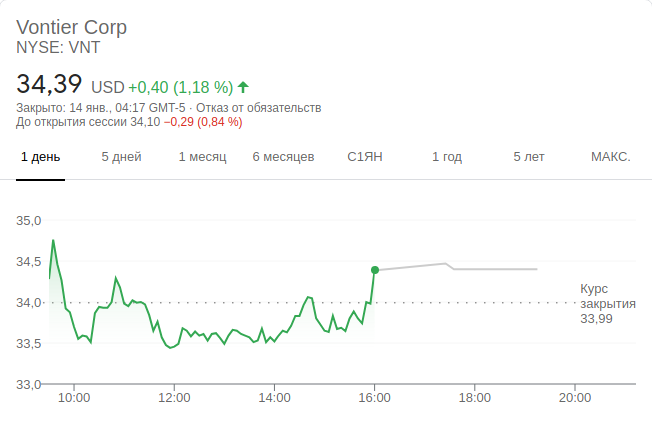 Vontier Corp
NYSE: VNT
34,39 USD +0,40 (1,18 %)
Закрыто: 14 янв., 04:17 GMT-5 · Отказ от обязательств
До открытия сессии 34,10 −0,29 (0,84 %)
1 день 5 дней 1 месяц 6 месяцев С1ЯН 1 год 5 лет МАКС.
35,0
34,5
34,0
33,5
33,0
Курс
закрытия
33,99
10:00 12:00 14:00 16:00 18:00 20:00